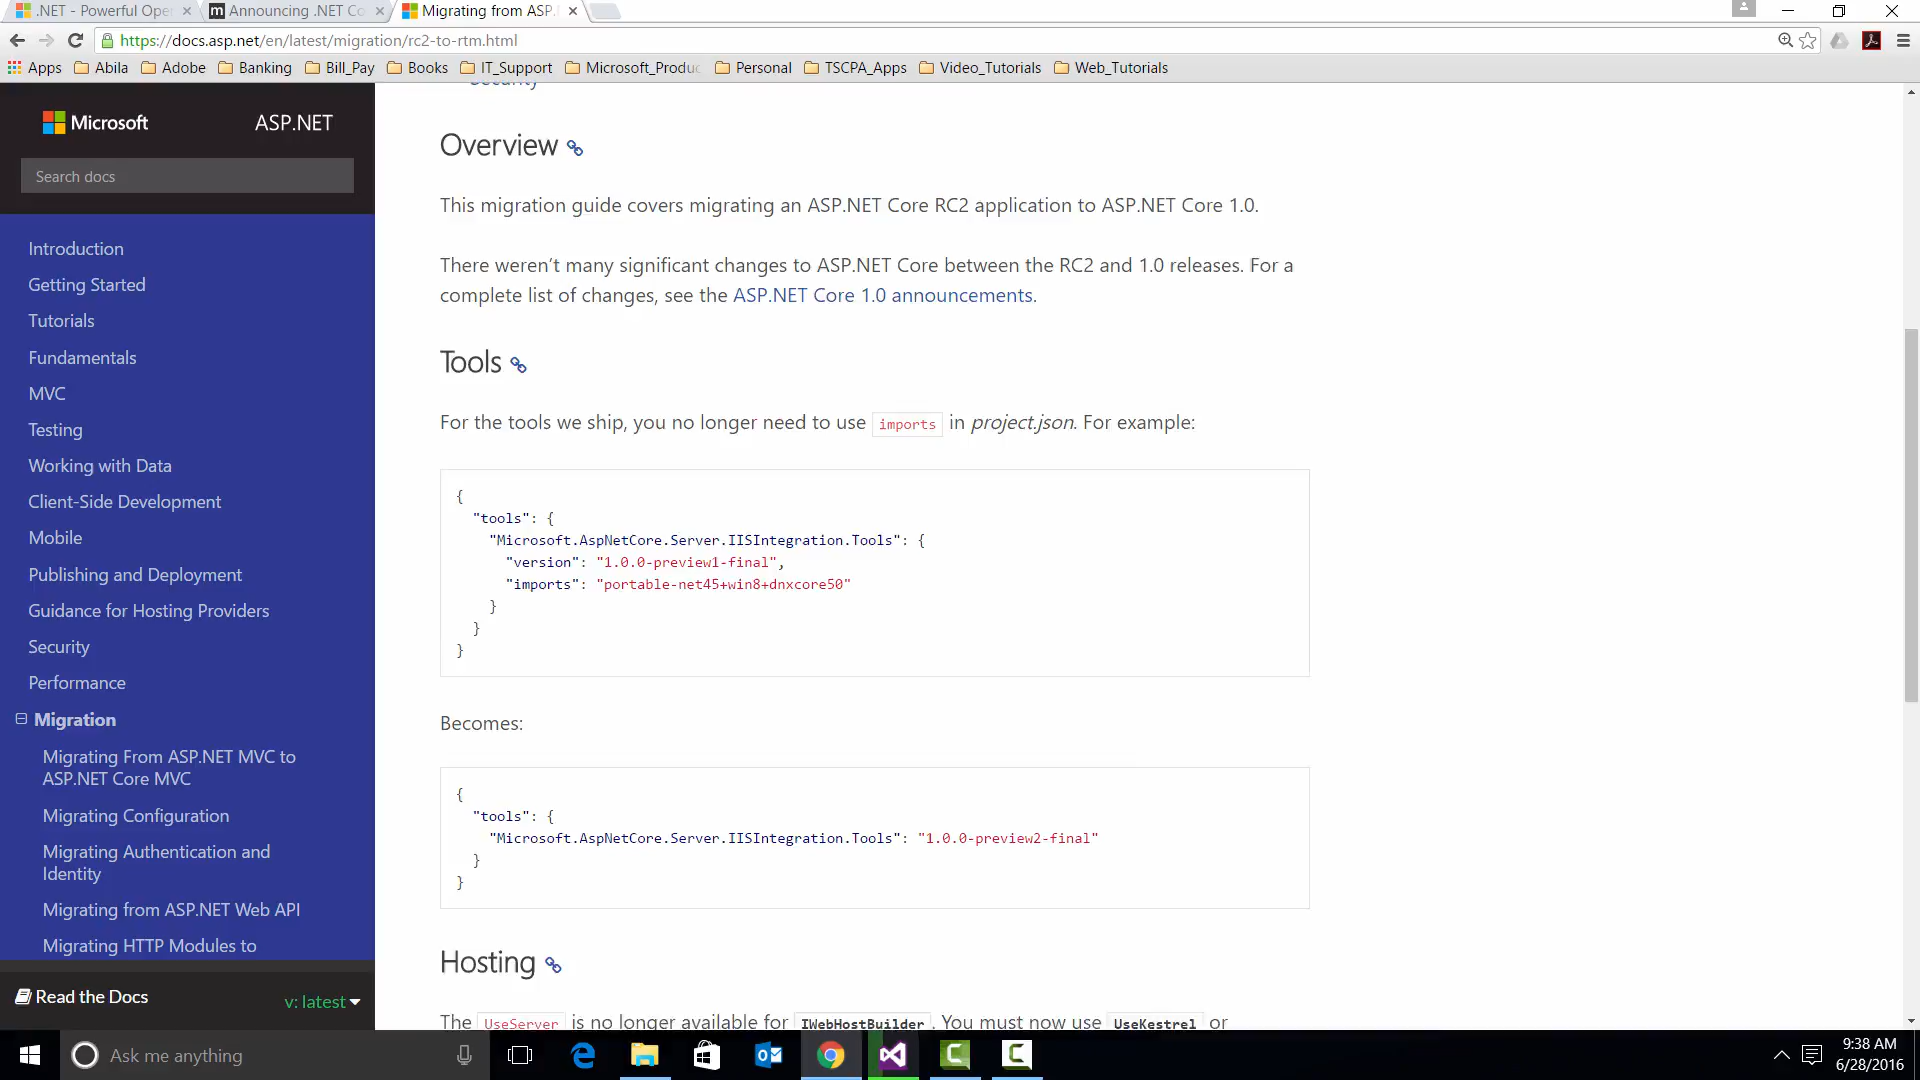 .NET - Powerful Ope
Announcing .NET Co
Migrating from ASP.
https://docs.asp.net/en/latest/migration/rc2-to-rtm.html
Apps
Abila
Adobe
Banking
Bill_Pay
Books
IT_Support
Microsoft_Produc
Personal
TSCPA_Apps
Video_Tutorials
Web_Tutorials
Microsoft
ASP.NET
Search docs
Introduction
Getting Started
Tutorials
Fundamentals
MVC
Testing
Working with Data
Client-Side Development
Mobile
Publishing and Deployment
Guidance for Hosting Providers
Security
Performance
Migration
Migrating From ASP.NET MVC to
ASP.NET Core MVC
Migrating Configuration
Migrating Authentication and
Identity
Migrating from ASP.NET Web API
Migrating HTTP Modules to
Read the Docs
v: latest
Security
Overview
This migration guide covers migrating an ASP.NET Core RC2 application to ASP.NET Core 1.0.
There weren’t many significant changes to ASP.NET Core between the RC2 and 1.0 releases. For a
complete list of changes, see the ASP.NET Core 1.0 announcements.
Tools
For the tools we ship, you no longer need to use imports in project.json. For example:
{
"tools": {
"Microsoft.AspNetCore.Server.IISIntegration.Tools": {
"version": "1.0.0-preview1-final",
"imports": "portable-net45+win8+dnxcore50"
}
}
}
Becomes:
{
"tools": {
"Microsoft.AspNetCore.Server.IISIntegration.Tools": "1.0.0-preview2-final"
}
}
Hosting
The UseServer is no longer available for IWebHostBuilder. You must now use UseKestrel or
Ask me anything
9:38 AM
6/28/2016